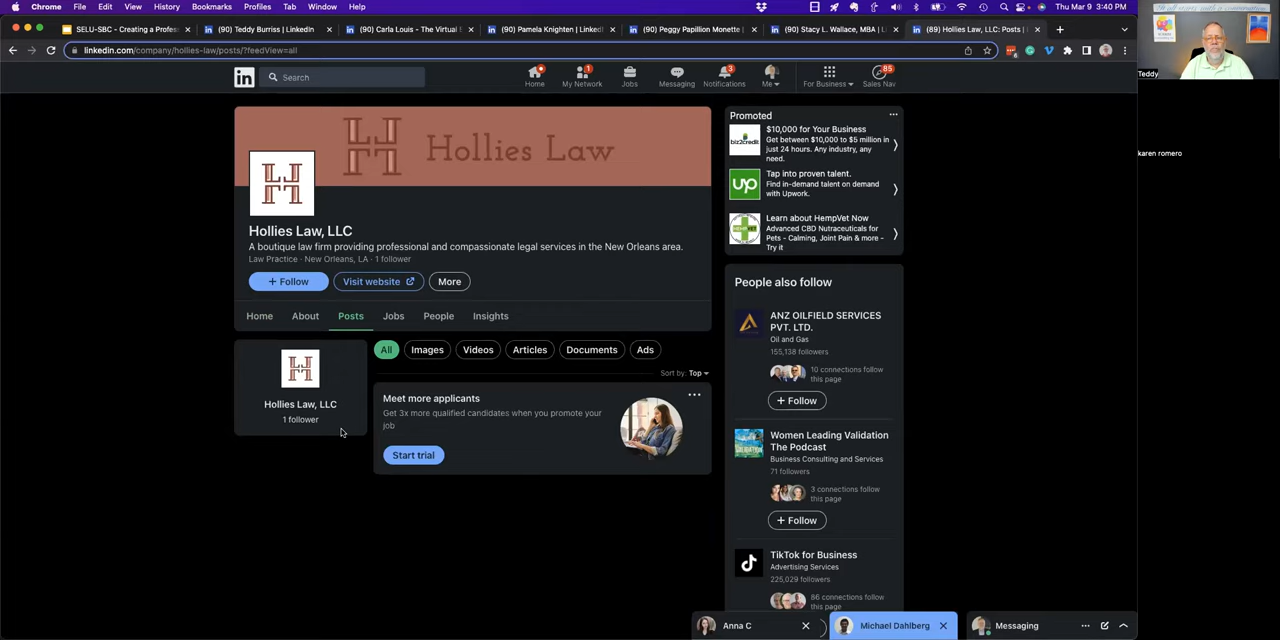 Chrome File Edit View History Bookmarks Profiles Tab Window Help
Thu Mar 9 3:40 PM
SELU-SBC - Creating a Profess
(90) Teddy Burriss | LinkedIn
(90) Carla Louis - The Virtual
(90) Pamela Knighten | Linked
(90) Peggy Papillion Monette |
(90) Stacy L. Wallace, MBA | Li
(89) Hollies Law, LLC: Posts |
linkedin.com/company/hollies-law/posts/?feedView=all
Search
Home
1
My Network
Jobs
Messaging
3
Notifications
Me
For Business
85
Sales Nav
Teddy
karen romero
Hollies Law
Hollies Law, LLC
A boutique law firm providing professional and compassionate legal services in the New Orleans area.
Law Practice · New Orleans, LA · 1 follower
+ Follow
Visit website
More
Home About Posts Jobs People Insights
Hollies Law, LLC
1 follower
All Images Videos Articles Documents Ads
Sort by: Top
Meet more applicants
Get 3x more qualified candidates when you promote your
job
Start trial
Promoted
biz2credit
$10,000 for Your Business
Get between $10,000 to $5 million in
just 24 hours. Any industry, any
need.
up
Tap into proven talent.
Find in-demand talent on demand
with Upwork.
Learn about HempVet Now
Advanced CBD Nutraceuticals for
Pets - Calming, Joint Pain & more -
Try it
People also follow
ANZ OILFIELD SERVICES
PVT. LTD.
Oil and Gas
155,138 followers
10 connections follow
this page
+ Follow
Women Leading Validation
The Podcast
Business Consulting and Services
71 followers
3 connections follow
this page
+ Follow
TikTok for Business
Advertising Services
225,029 followers
86 connections follow
this page
Anna C
Michael Dahlberg
Messaging